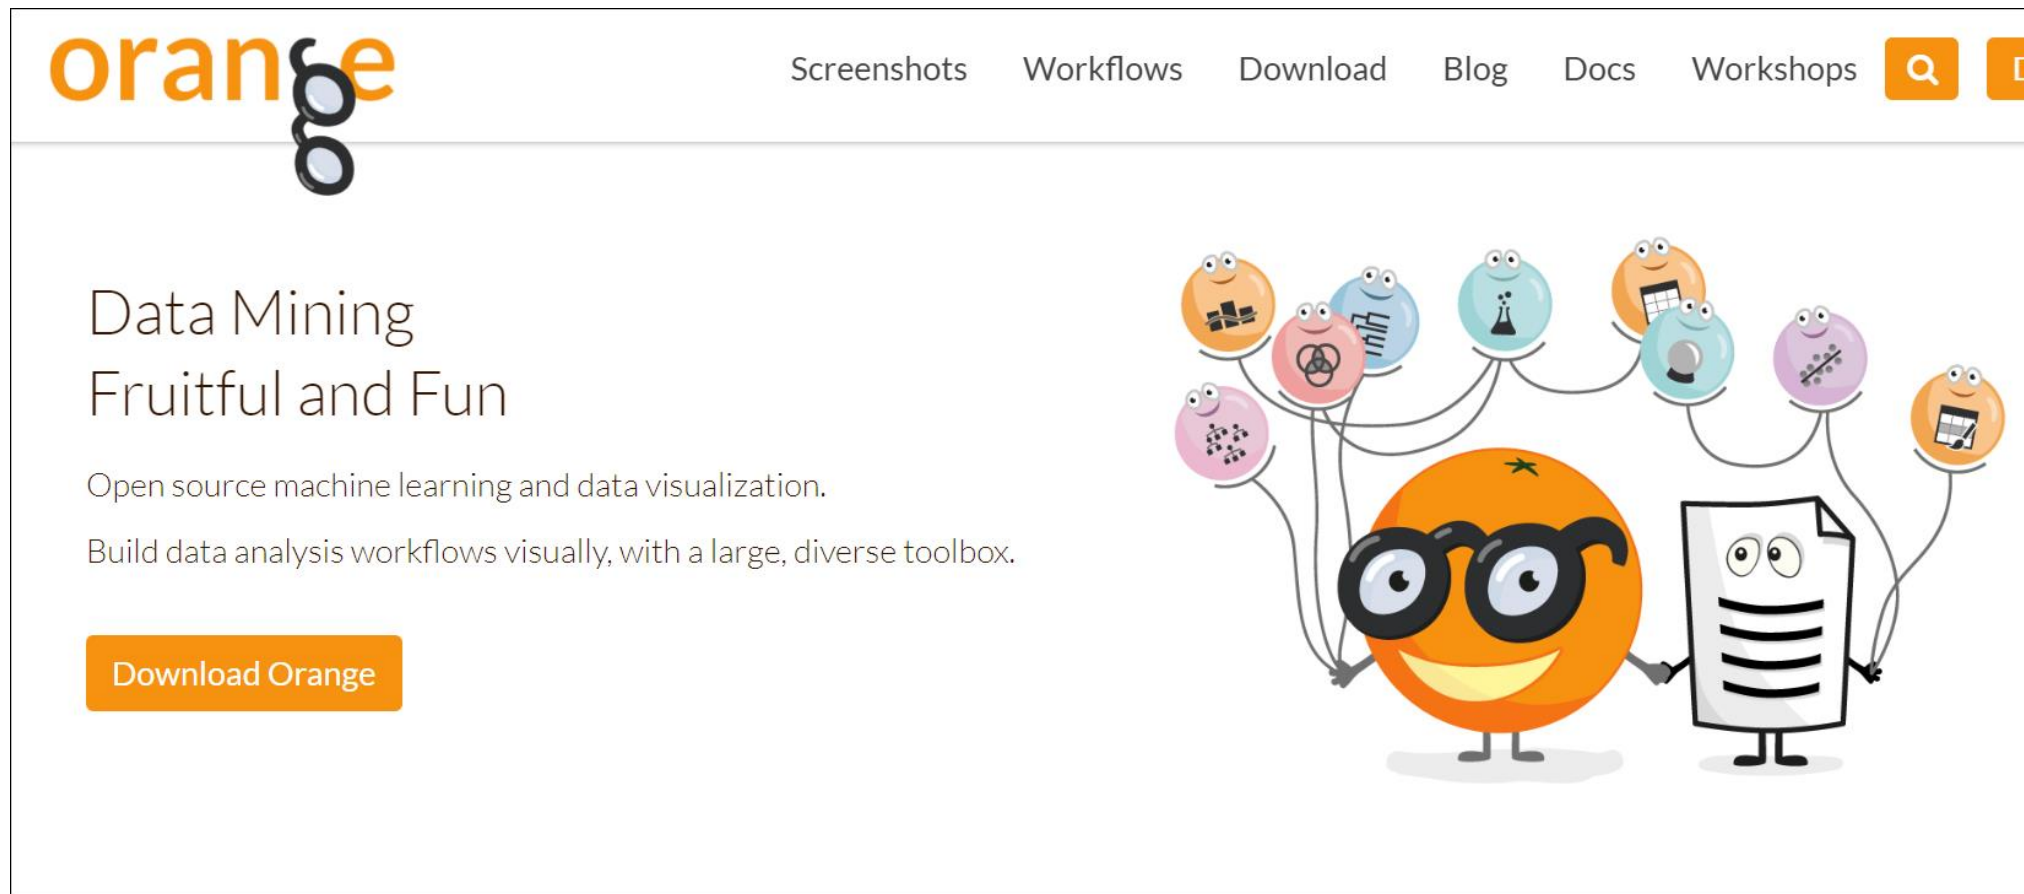 orange
Screenshots Workflows Download Blog Docs Workshops
Data Mining
Fruitful and Fun
Open source machine learning and data visualization.
Build data analysis workflows visually, with a large, diverse toolbox.
Download Orange